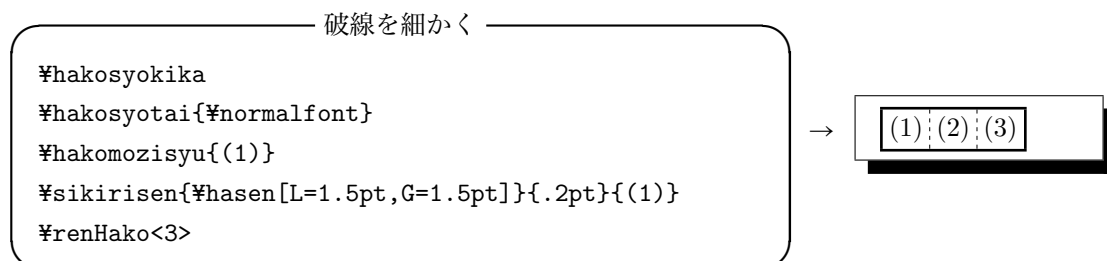 破線を細かく
¥hakosyokika
¥hakosyotai{¥normalfont}
¥hakomozisyu{(1)}
¥sikirisen{¥hasen[L=1.5pt,G=1.5pt]}{.2pt}{(1)}
¥renHako<3>
→
(1) (2) (3)